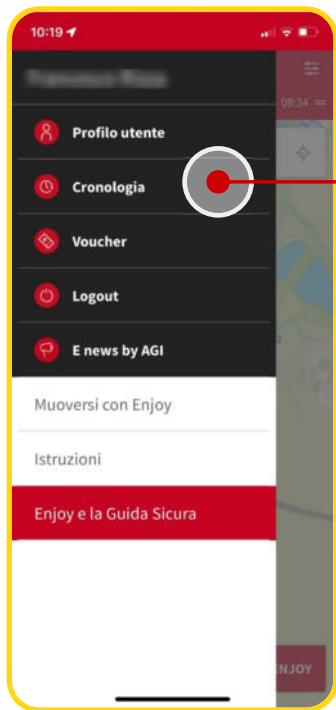 10:19
09:34
Profilo utente
Cronologia
Voucher
Logout
E news by AGI
Muoversi con Enjoy
Istruzioni
Enjoy e la Guida Sicura
NJOY